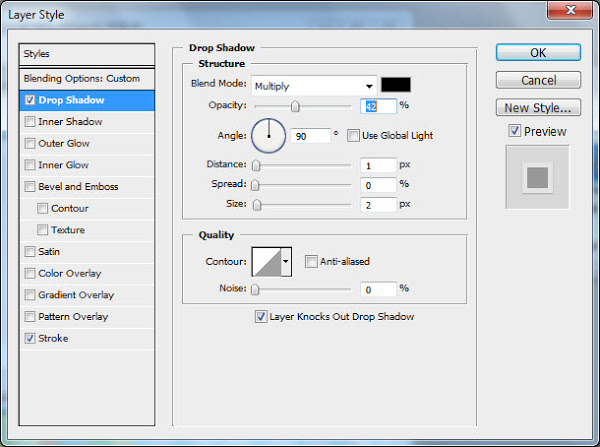 Layer Style
Styles
Blending Options: Custom
Drop Shadow
Inner Shadow
Outer Glow
Inner Glow
Bevel and Emboss
Contour
Texture
Satin
Color Overlay
Gradient Overlay
Pattern Overlay
Stroke
Drop Shadow
Structure
Blend Mode: Multiply
Opacity: 42 %
Angle: 90 ° Use Global Light
Distance: 1 px
Spread: 0 %
Size: 2 px
Quality
Contour: Anti-aliased
Noise: 0 %
Layer Knocks Out Drop Shadow
OK
Cancel
New Style...
Preview